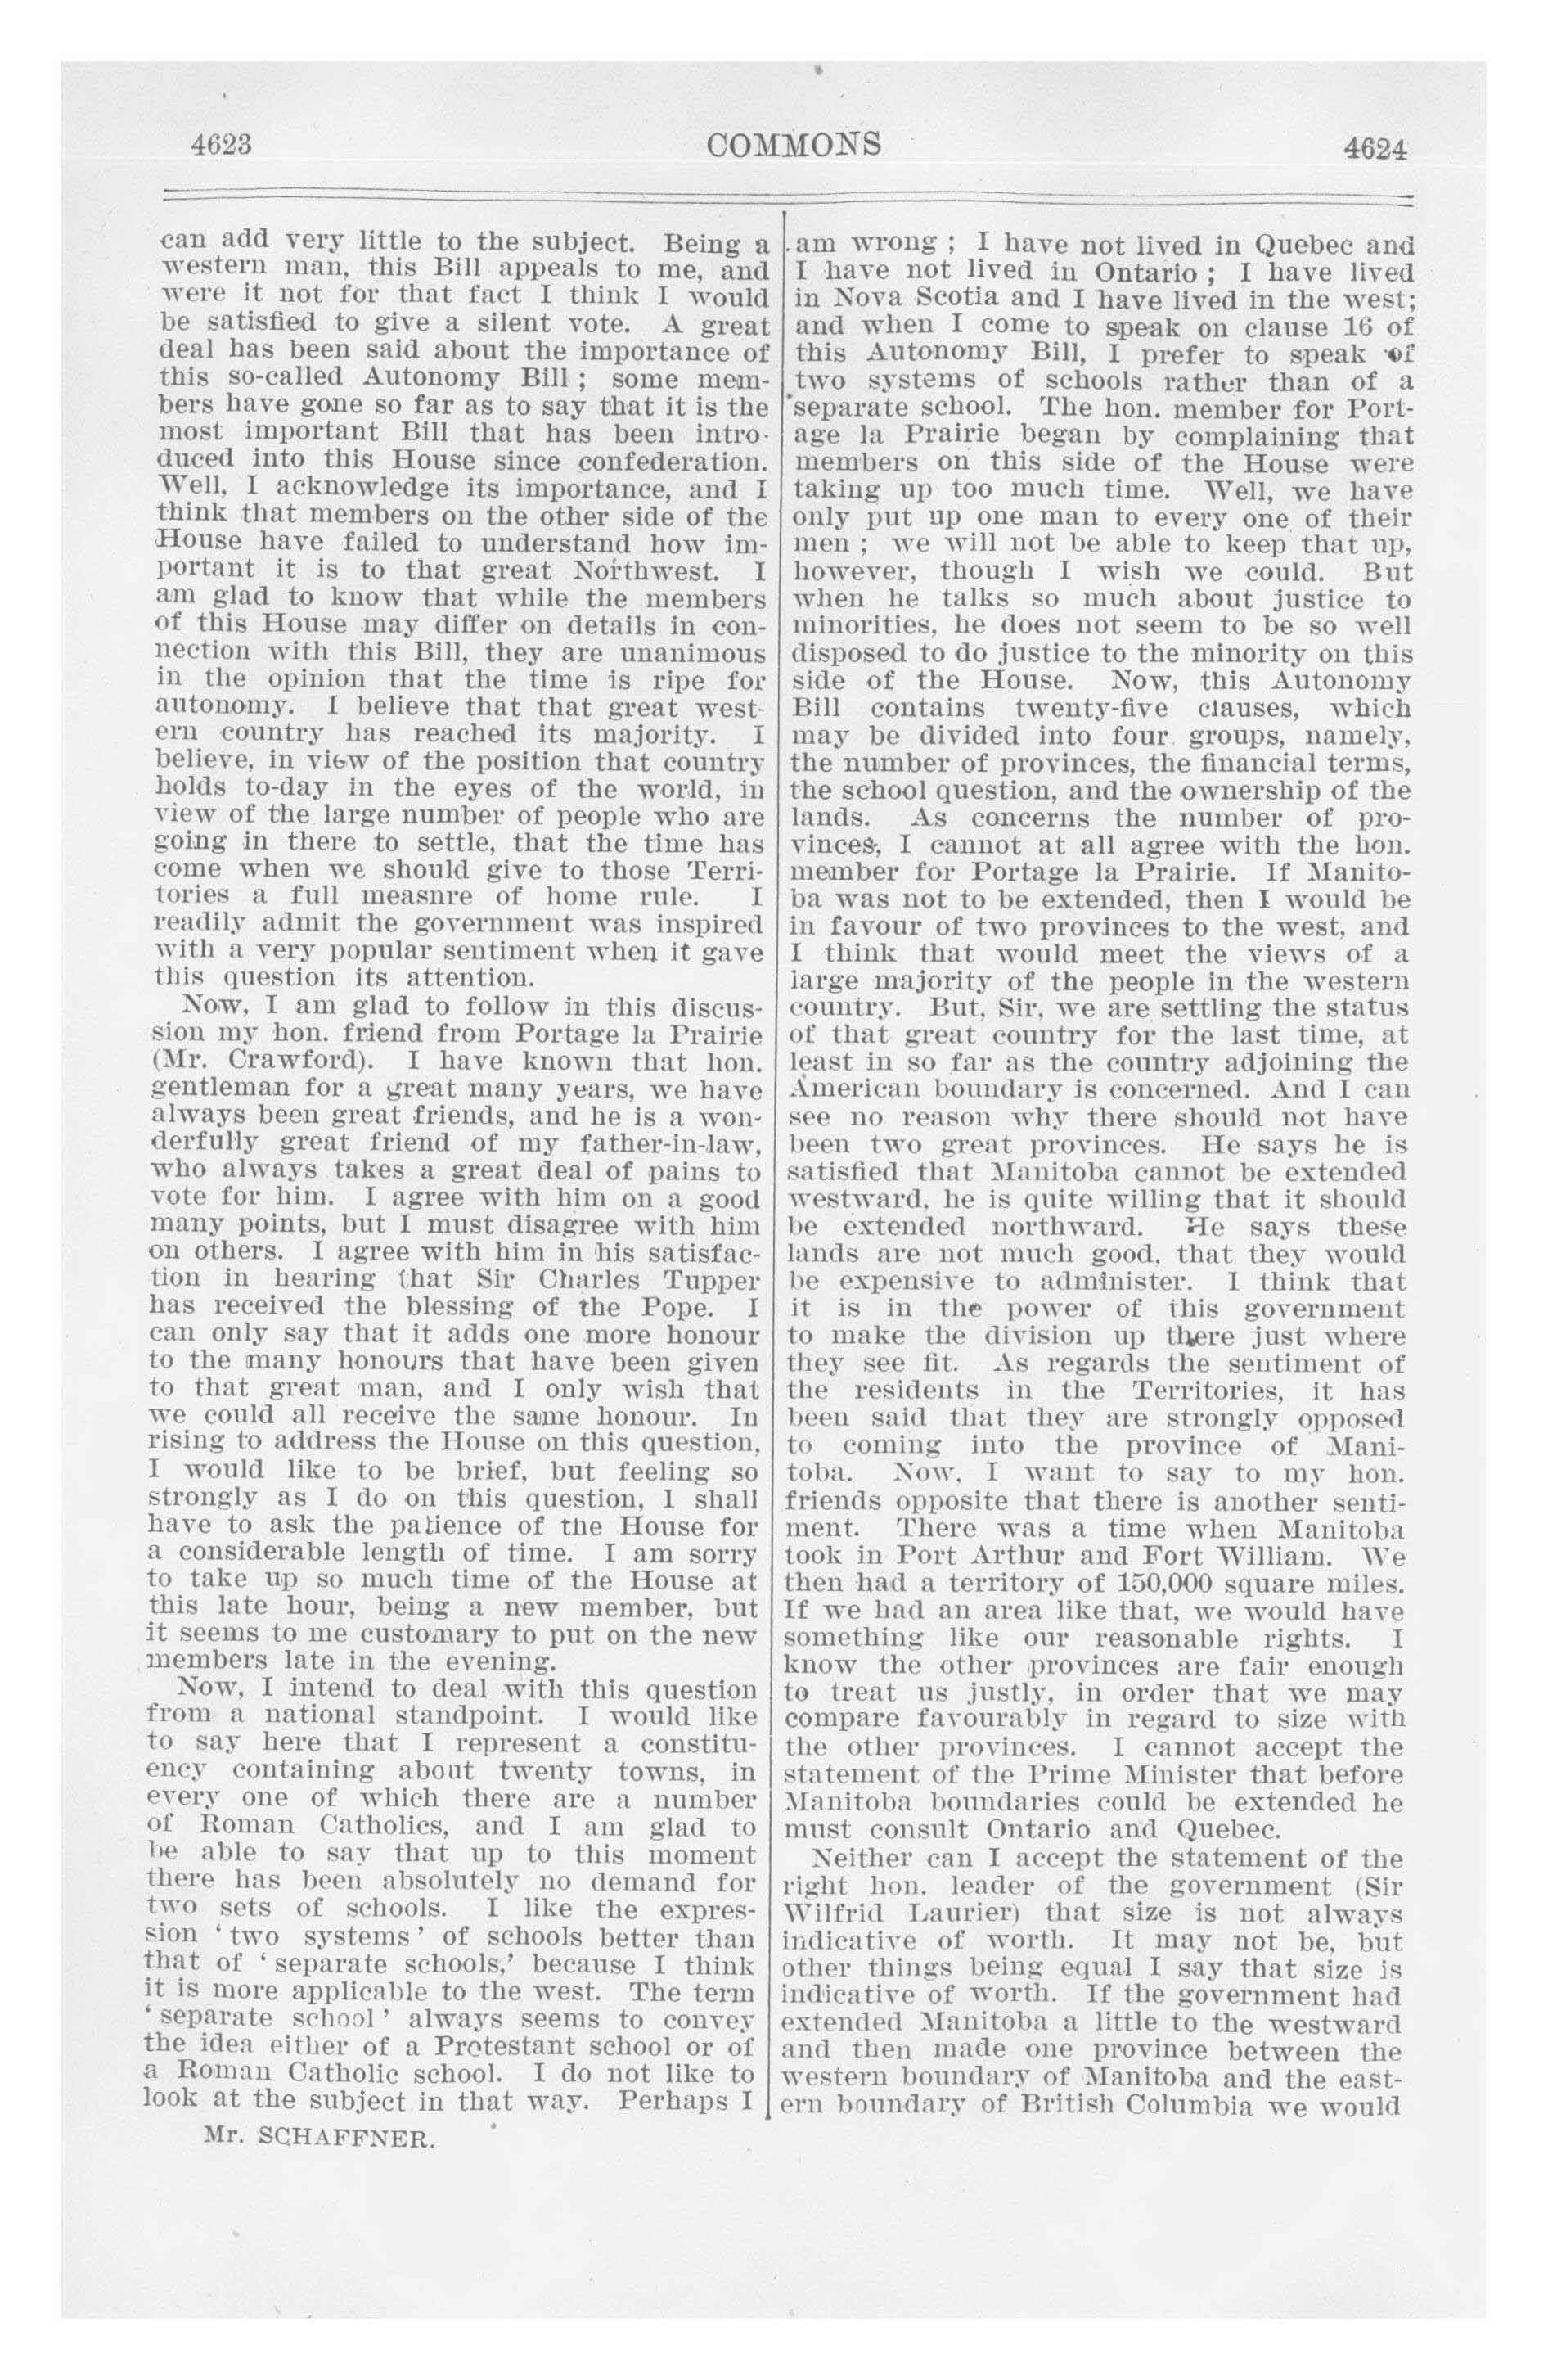 4623
COMMONS
4624
can add very little to the subject. Being a
western man, this Bill appeals to me, and
were it not for that fact I think I would
be satisfied to give a silent vote. A great
deal has been said about the importance of
this so-called Autonomy Bill ; some mem-
bers have gone so far as to say that it is the
most important Bill that has been intro-
duced into this House since confederation.
Well, I acknowledge its importance, and I
think that members on the other side of the
House have failed to understand how im-
portant it is to that great Northwest. I
am glad to know that while the members
of this House may differ on details in con-
nection with this Bill, they are unanimous
in the opinion that the time is ripe for
autonomy. I believe that that great west-
ern country has reached its majority. I
believe, in view of the position that country
holds to-day in the eyes of the world, in
view of the large number of people who are
going in there to settle, that the time has
come when we should give to those Terri-
tories a full measnre of home rule. I
readily admit the government was inspired
with a very popular sentiment when it gave
this question its attention.
Now, I am glad to follow in this discus-
sion my hon. friend from Portage la Prairie
(Mr. Crawford). I have known that hon.
gentleman for a great many years, we have
always been great friends, and he is a won-
derfully great friend of my father-in-law,
who always takes a great deal of pains to
vote for him. I agree with him on a good
many points, but I must disagree with him
on others. I agree with him in his satisfac-
tion in hearing that Sir Charles Tupper
has received the blessing of the Pope. I
can only say that it adds one more honour
to the many honours that have been given
to that great man, and I only wish that
we could all receive the same honour. In
rising to address the House on this question,
I would like to be brief, but feeling so
strongly as I do on this question, I shall
have to ask the patience of the House for
a considerable length of time. I am sorry
to take up so much time of the House at
this late hour, being a new member, but
it seems to me customary to put on the new
members late in the evening.
Now, I intend to deal with this question
from a national standpoint. I would like
to say here that I represent a constitu-
ency containing about twenty towns, in
every one of which there are a number
of Roman Catholics, and I am glad to
be able to say that up to this moment
there has been absolutely no demand for
two sets of schools. I like the expres-
sion ' two systems ' of schools better than
that of ' separate schools,' because I think
it is more applicable to the west. The term
' separate school ' always seems to convey
the idea either of a Protestant school or of
a Roman Catholic school. I do not like to
look at the subject in that way. Perhaps I
Mr. SCHAFFNER.
am wrong ; I have not lived in Quebec and
I have not lived in Ontario ; I have lived
in Nova Scotia and I have lived in the west;
and when I come to speak on clause 16 of
this Autonomy Bill, I prefer to speak of
two systems of schools rather than of a
separate school. The hon. member for Port-
age la Prairie began by complaining that
members on this side of the House were
taking up too much time. Well, we have
only put up one man to every one of their
men ; we will not be able to keep that up,
however, though I wish we could. But
when he talks so much about justice to
minorities, he does not seem to be so well
disposed to do justice to the minority on this
side of the House. Now, this Autonomy
Bill contains twenty-five clauses, which
may be divided into four groups, namely,
the number of provinces, the financial terms,
the school question, and the ownership of the
lands. As concerns the number of pro-
vinces, I cannot at all agree with the hon.
member for Portage la Prairie. If Manito-
ba was not to be extended, then I would be
in favour of two provinces to the west, and
I think that would meet the views of a
large majority of the people in the western
country. But, Sir, we are settling the status
of that great country for the last time, at
least in so far as the country adjoining the
American boundary is concerned. And I can
see no reason why there should not have
been two great provinces. He says he is
satisfied that Manitoba cannot be extended
westward, he is quite willing that it should
be extended northward. He says these
lands are not much good, that they would
be expensive to administer. I think that
it is in the power of this government
to make the division up there just where
they see fit. As regards the sentiment of
the residents in the Territories, it has
been said that they are strongly opposed
to coming into the province of Mani-
toba. Now, I want to say to my hon.
friends opposite that there is another senti-
ment. There was a time when Manitoba
took in Port Arthur and Fort William. We
then had a territory of 150,000 square miles.
If we had an area like that, we would have
something like our reasonable rights. I
know the other provinces are fair enough
to treat us justly, in order that we may
compare favourably in regard to size with
the other provinces. I cannot accept the
statement of the Prime Minister that before
Manitoba boundaries could be extended he
must consult Ontario and Quebec.
Neither can I accept the statement of the
right hon. leader of the government (Sir
Wilfrid Laurier) that size is not always
indicative of worth. It may not be, but
other things being equal I say that size is
indicative of worth. If the government had
extended Manitoba a little to the westward
and then made one province between the
western boundary of Manitoba and the east-
ern boundary of British Columbia we would